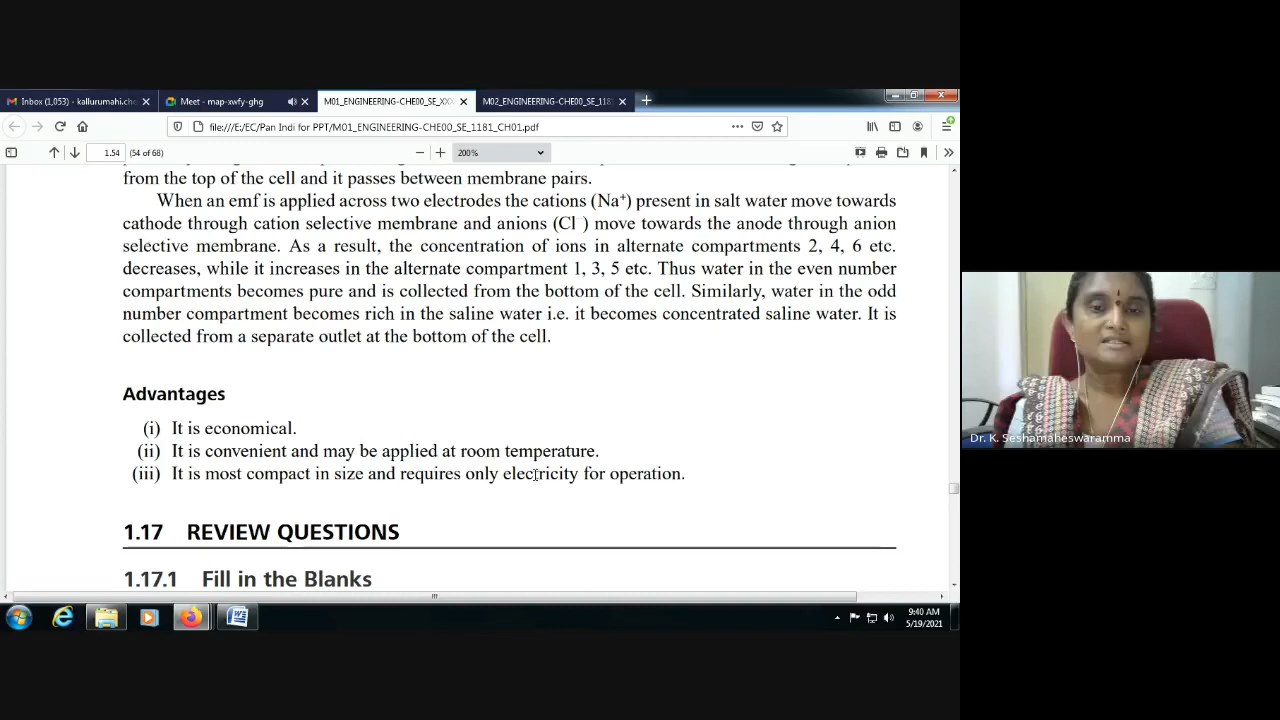 Inbox (1,053) - kallurumahi.che
Meet - map-xwfy-ghg
M01_ENGINEERING-CHE00_SE_XXX
M02_ENGINEERING-CHE00_SE_118
file:///E:/EC/Pan Indi for PPT/M01_ENGINEERING-CHE00_SE_1181_CH01.pdf
1.54 (54 of 68)
200%
from the top of the cell and it passes between membrane pairs.
When an emf is applied across two electrodes the cations (Na⁺) present in salt water move towards
cathode through cation selective membrane and anions (Cl⁻) move towards the anode through anion
selective membrane. As a result, the concentration of ions in alternate compartments 2, 4, 6 etc.
decreases, while it increases in the alternate compartment 1, 3, 5 etc. Thus water in the even number
compartments becomes pure and is collected from the bottom of the cell. Similarly, water in the odd
number compartment becomes rich in the saline water i.e. it becomes concentrated saline water. It is
collected from a separate outlet at the bottom of the cell.
Advantages
(i) It is economical.
(ii) It is convenient and may be applied at room temperature.
(iii) It is most compact in size and requires only electricity for operation.
1.17 REVIEW QUESTIONS
1.17.1 Fill in the Blanks
9:40 AM
5/19/2021
Dr. K. Seshamaheswaramma